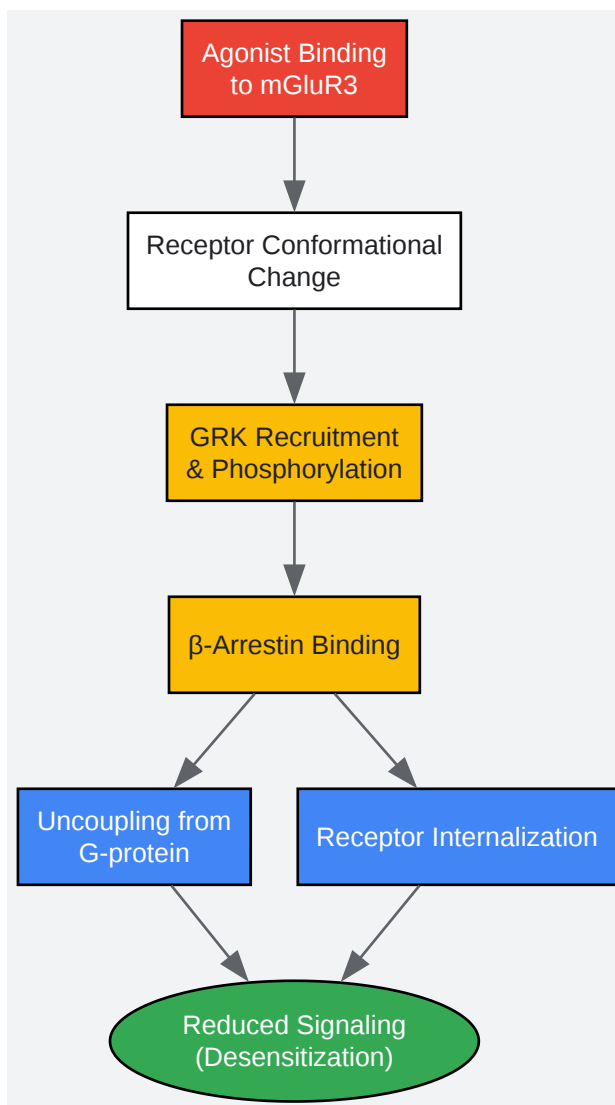 Agonist Binding
to mGluR3
Receptor Conformational
Change
GRK Recruitment
& Phosphorylation
β-Arrestin Binding
Uncoupling from
G-protein
Receptor Internalization
Reduced Signaling
(Desensitization)